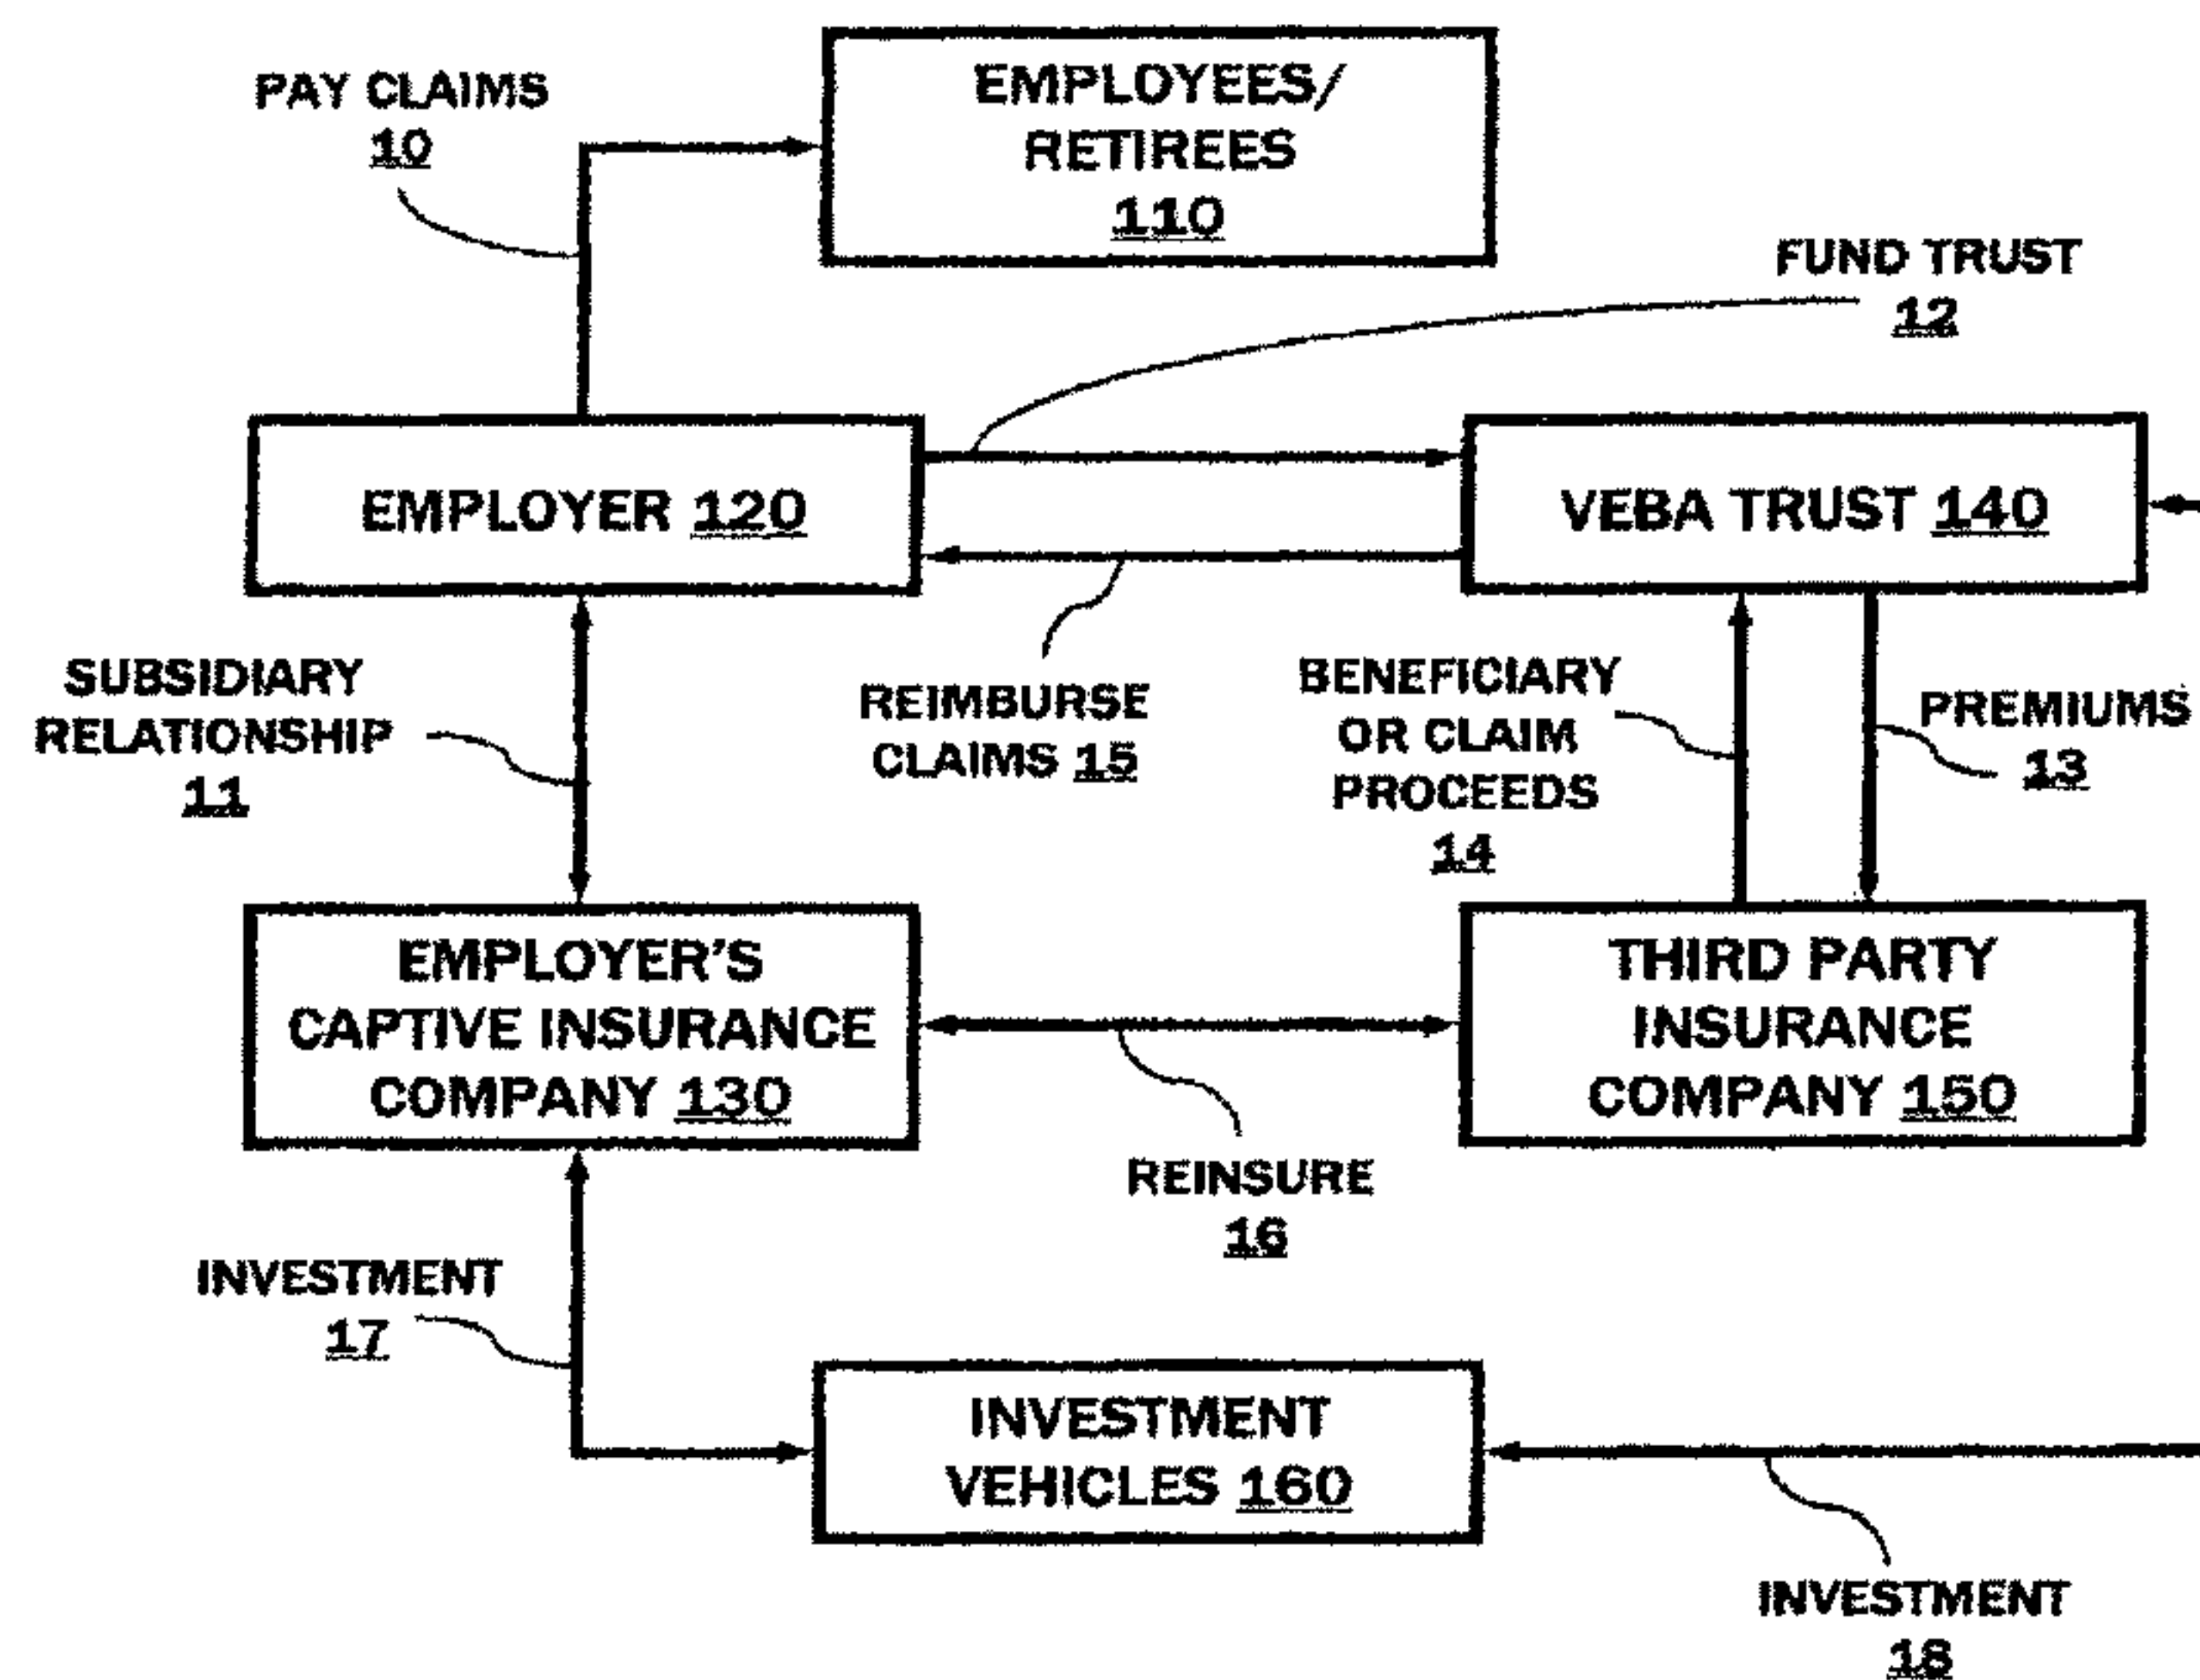 PAY CLAIMS
10
EMPLOYEES/
RETIREES
110
FUND TRUST
12
EMPLOYER 120
VEBA TRUST 140
SUBSIDIARY
RELATIONSHIP
11
REIMBURSE
CLAIMS 15
BENEFICIARY
OR CLAIM
PROCEEDS
14
PREMIUMS
13
EMPLOYER'S
CAPTIVE INSURANCE
COMPANY 130
THIRD PARTY
INSURANCE
COMPANY 150
REINSURE
16
INVESTMENT
17
INVESTMENT
VEHICLES 160
INVESTMENT
18